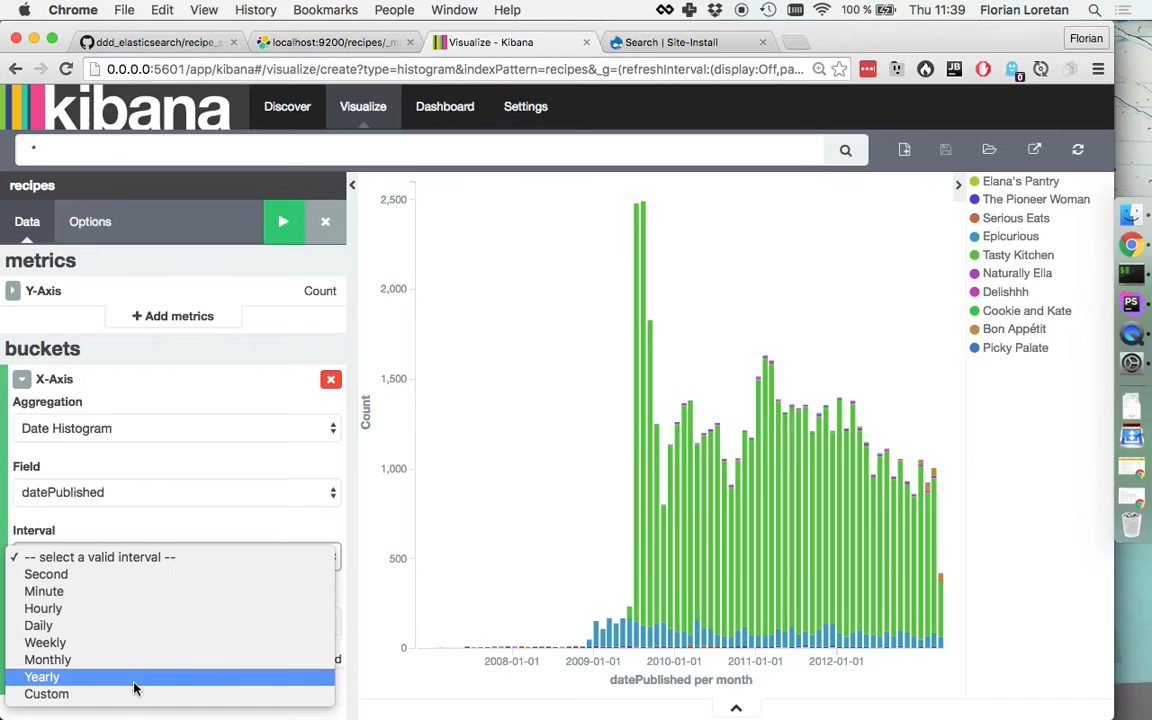 Chrome File Edit View History Bookmarks People Window Help 100 % Thu 11:39 Florian Loretan
ddd_elasticsearch/recipe_s
localhost:9200/recipes/_m
Visualize - Kibana
Search | Site-Install
Florian
0.0.0.0:5601/app/kibana#/visualize/create?type=histogram&indexPattern=recipes&_g=(refreshInterval:(display:Off,pa...
kibana
Discover Visualize Dashboard Settings
*
recipes
Data Options
metrics
Y-Axis Count
+ Add metrics
buckets
X-Axis
Aggregation
Date Histogram
Field
datePublished
Interval
-- select a valid interval --
Second
Minute
Hourly
Daily
Weekly
Monthly
Yearly
Custom
2,500
2,000
1,500
1,000
500
0
Count
2008-01-01 2009-01-01 2010-01-01 2011-01-01 2012-01-01
datePublished per month
Elana's Pantry
The Pioneer Woman
Serious Eats
Epicurious
Tasty Kitchen
Naturally Ella
Delishhh
Cookie and Kate
Bon Appétit
Picky Palate